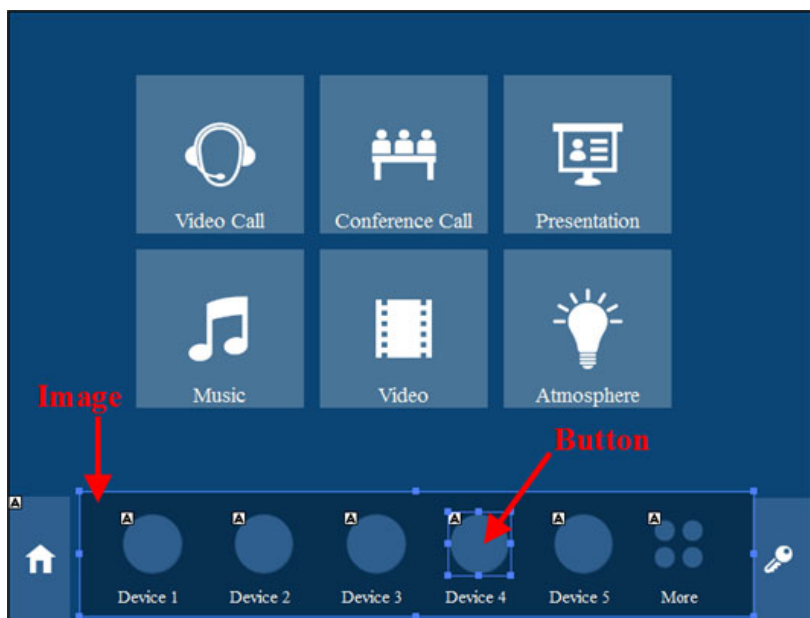 Video Call
Conference Call
Presentation
Music
Video
Atmosphere
Image
Button
A
A
A
A
A
A
A
Device 1
Device 2
Device 3
Device 4
Device 5
More